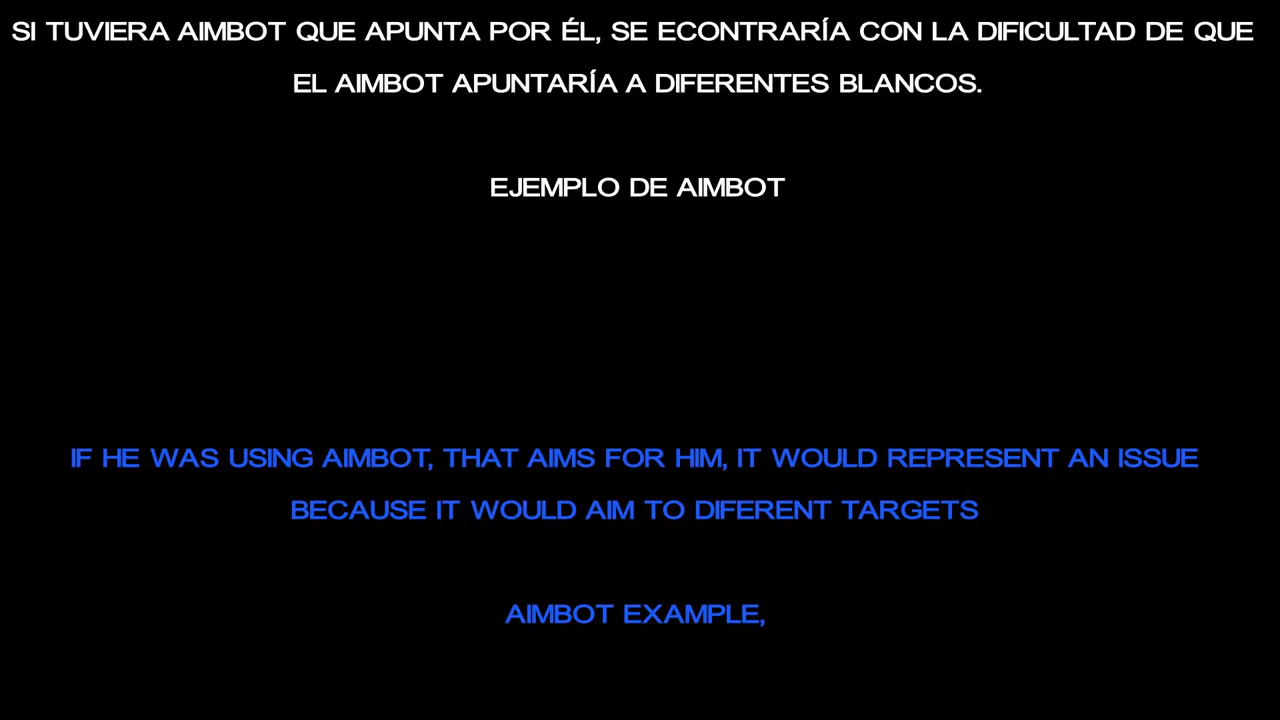 SI TUVIERA AIMBOT QUE APUNTA POR ÉL, SE ECONTRARÍA CON LA DIFICULTAD DE QUE
EL AIMBOT APUNTARÍA A DIFERENTES BLANCOS.
EJEMPLO DE AIMBOT
IF HE WAS USING AIMBOT, THAT AIMS FOR HIM, IT WOULD REPRESENT AN ISSUE
BECAUSE IT WOULD AIM TO DIFERENT TARGETS
AIMBOT EXAMPLE,